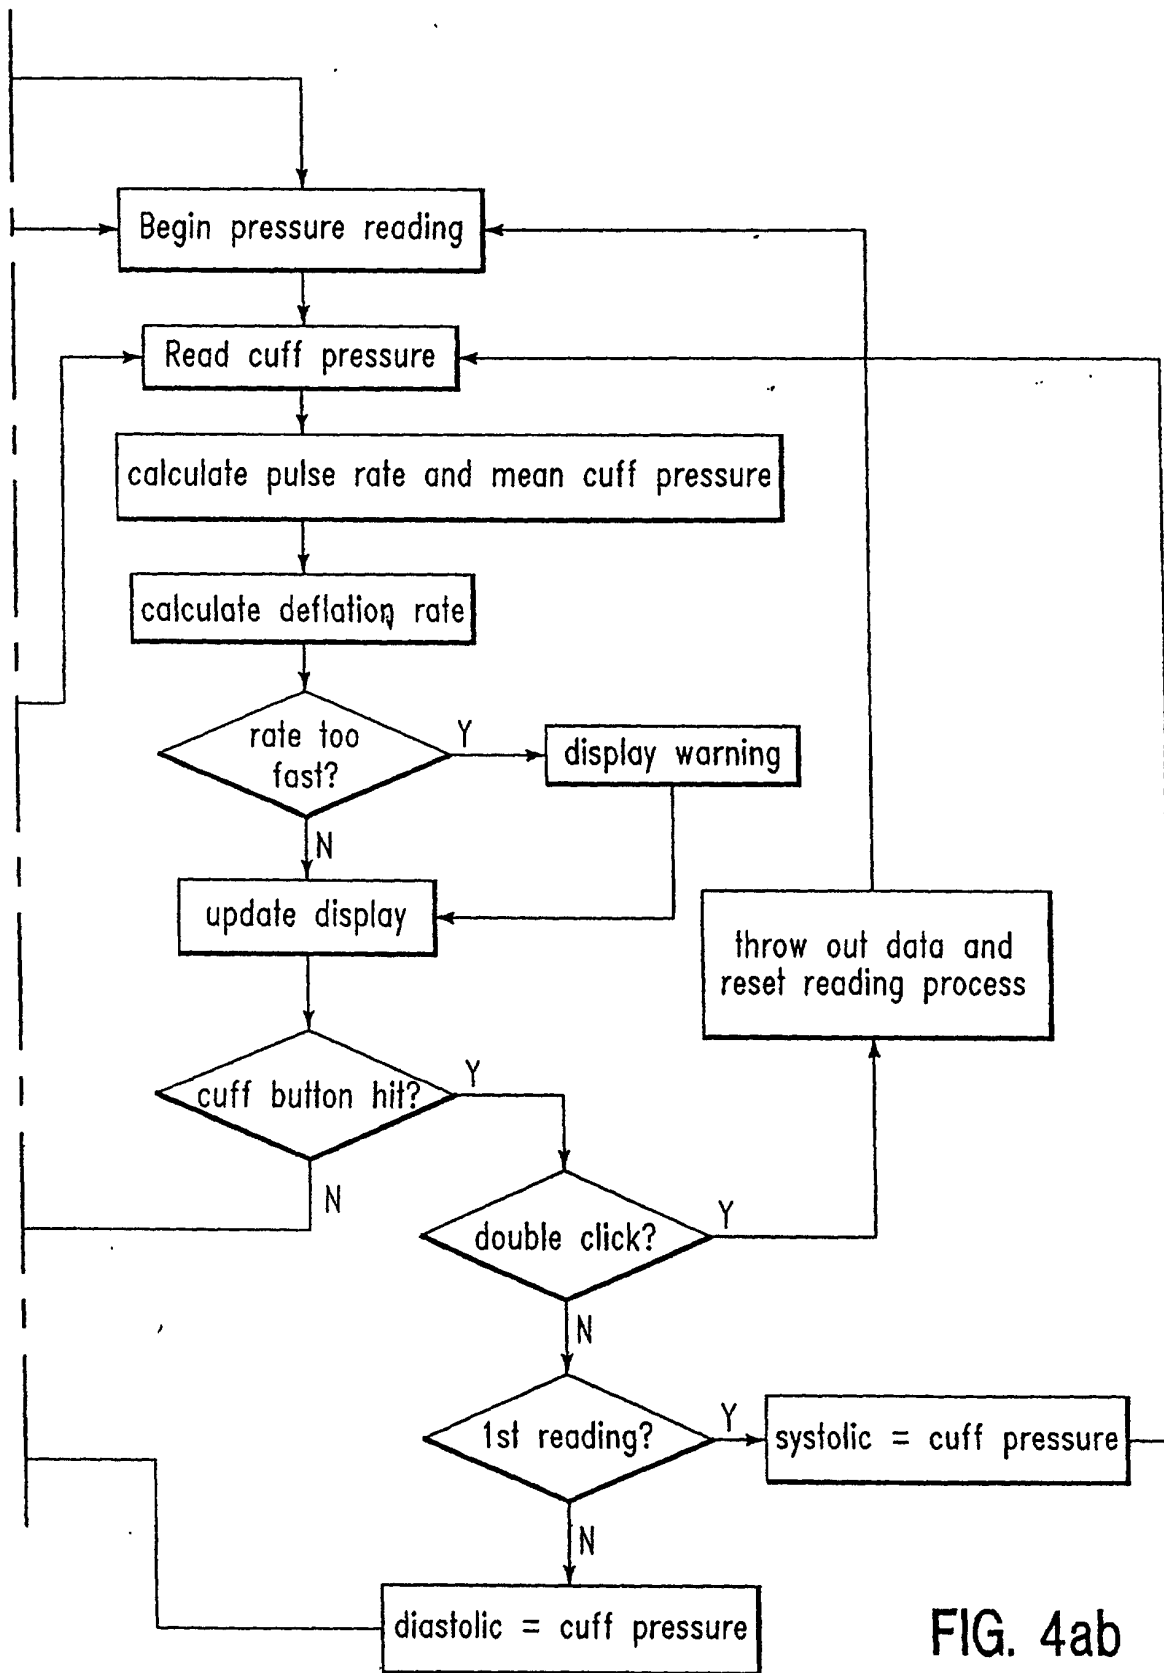 Begin pressure reading
Read cuff pressure
calculate pulse rate and mean cuff pressure
calculate deflation rate
rate too
fast?
Y
display warning
N
update display
throw out data and
reset reading process
cuff button hit?
Y
N
double click?
Y
N
1st reading?
Y
systolic = cuff pressure
N
diastolic = cuff pressure
FIG. 4ab